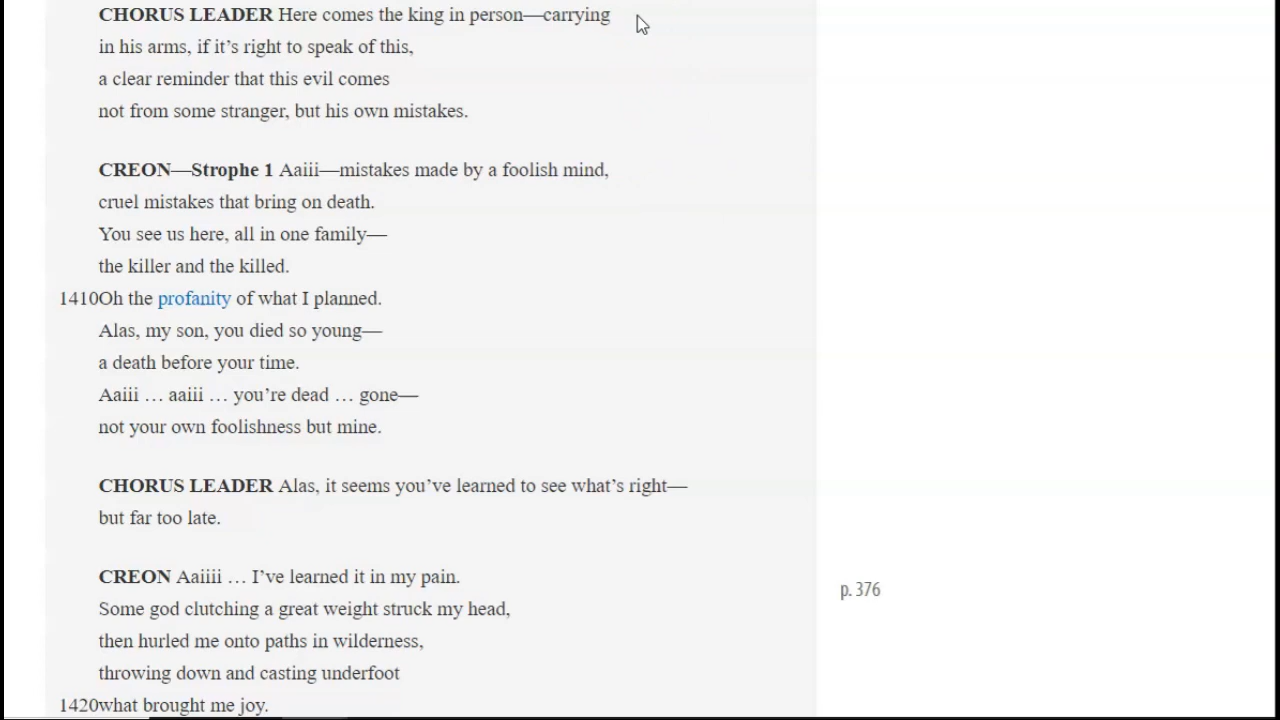 CHORUS LEADER Here comes the king in person—carrying
in his arms, if it's right to speak of this,
a clear reminder that this evil comes
not from some stranger, but his own mistakes.
CREON—Strophe 1 Aaiii—mistakes made by a foolish mind,
cruel mistakes that bring on death.
You see us here, all in one family—
the killer and the killed.
1410Oh the profanity of what I planned.
Alas, my son, you died so young—
a death before your time.
Aaiii … aaiii … you're dead … gone—
not your own foolishness but mine.
CHORUS LEADER Alas, it seems you've learned to see what's right—
but far too late.
CREON Aaiiii … I've learned it in my pain.
p. 376
Some god clutching a great weight struck my head,
then hurled me onto paths in wilderness,
throwing down and casting underfoot
1420what brought me joy.